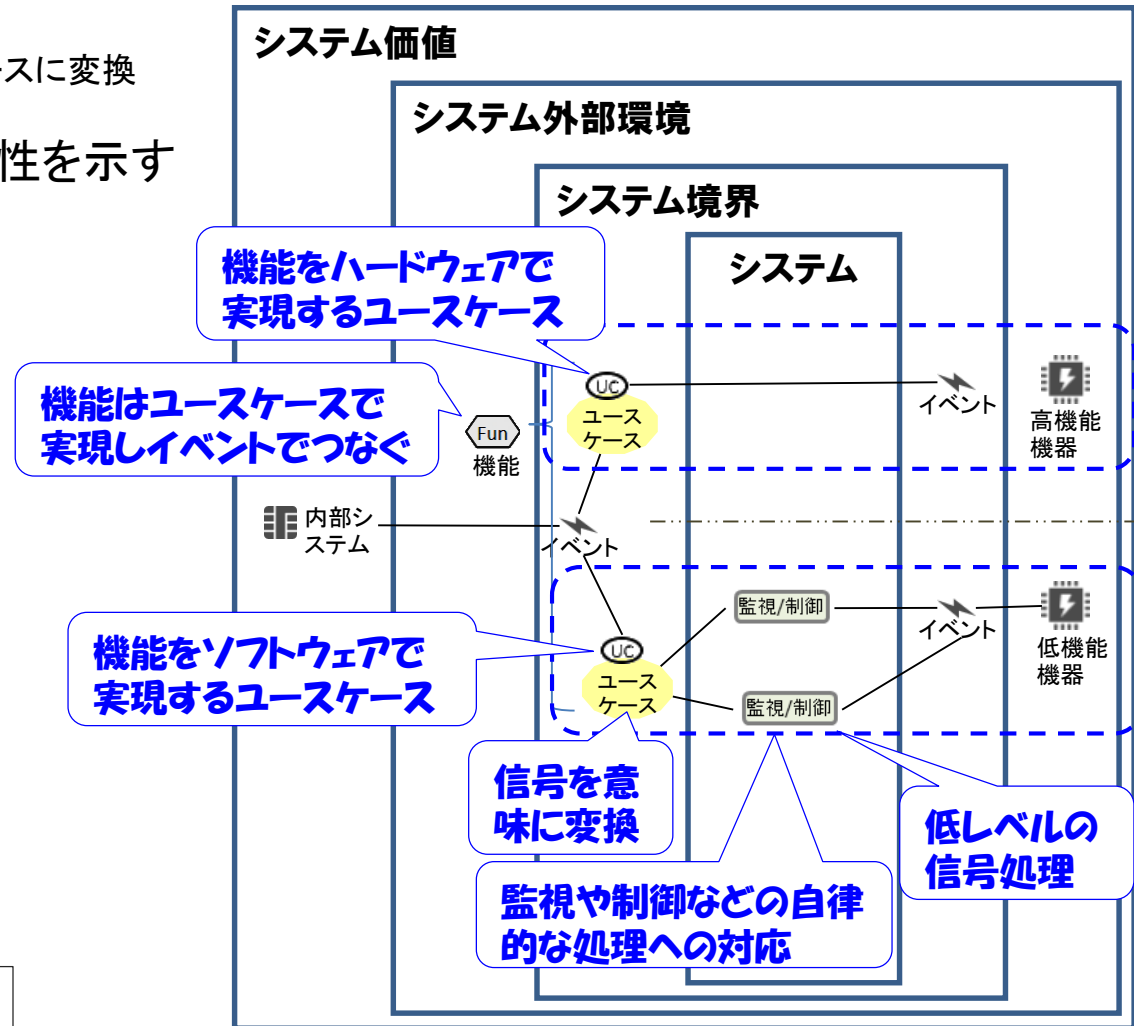 システム価値
ースに変換
システム外部環境
性を示す
システム境界
システム
機能をハードウェアで
実現するユースケース
機能はユースケースで
実現しイベントでつなぐ
Fun
機能
UC
ユース
ケース
イベント
高機能
機器
内部シ
ステム
イベント
機能をソフトウェアで
実現するユースケース
UC
ユース
ケース
監視/制御
監視/制御
イベント
低機能
機器
信号を意
味に変換
低レベルの
信号処理
監視や制御などの自律
的な処理への対応